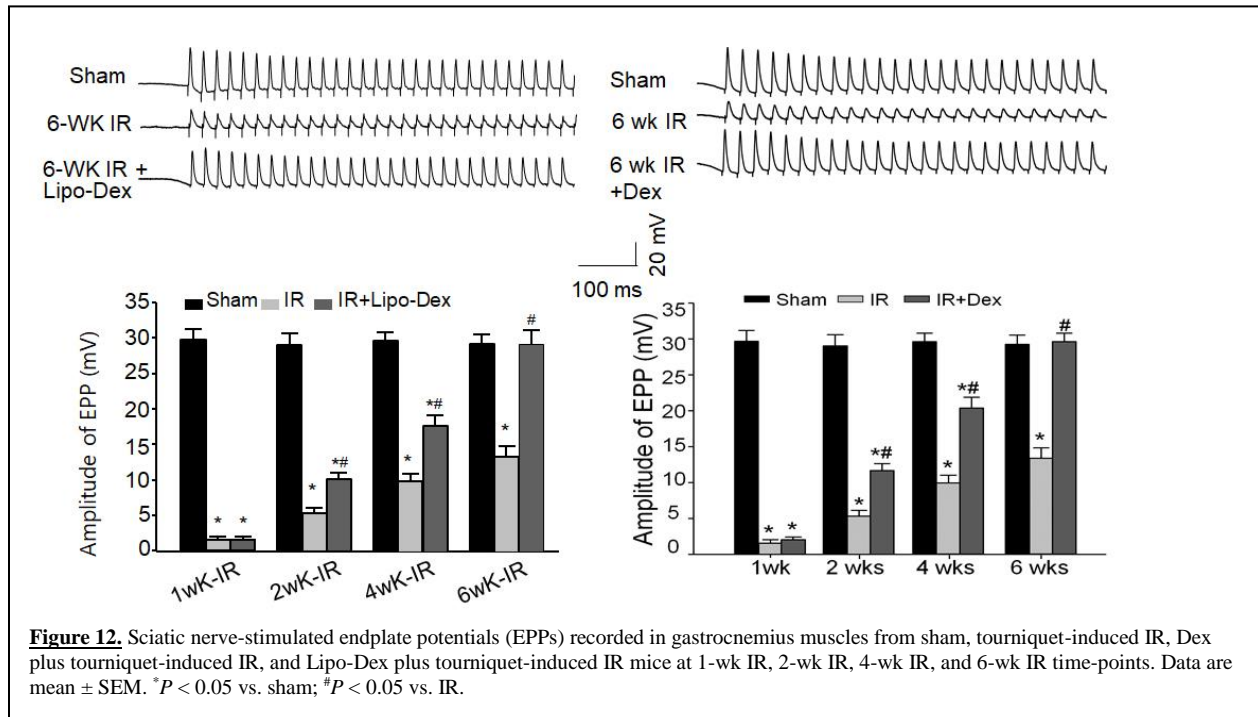 Sham
6-WK IR
6-WK IR +
Lipo-Dex
Sham
6 wk IR
6 wk IR
+Dex
20 mV
100 ms
Sham IR IR+Lipo-Dex
Amplitude of EPP (mV)
35
30
25
20
15
10
5
0
* *
* *#
* *#
* #
1wK-IR 2wK-IR 4wK-IR 6wK-IR
Sham IR IR+Dex
Amplitude of EPP (mV)
35
30
25
20
15
10
5
0
* *
* *#
* *#
* #
1wk 2 wks 4 wks 6 wks
Figure 12. Sciatic nerve-stimulated endplate potentials (EPPs) recorded in gastrocnemius muscles from sham, tourniquet-induced IR, Dex
plus tourniquet-induced IR, and Lipo-Dex plus tourniquet-induced IR mice at 1-wk IR, 2-wk IR, 4-wk IR, and 6-wk IR time-points. Data are
mean ± SEM. *P < 0.05 vs. sham; #P < 0.05 vs. IR.